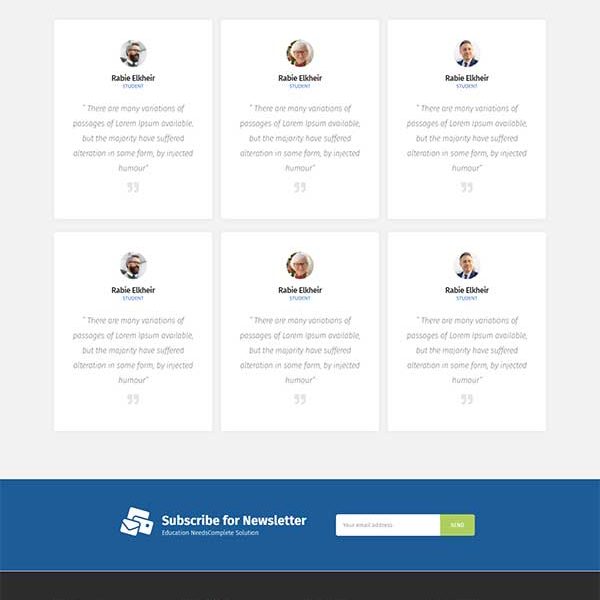 Rabie Elkheir
STUDENT
" There are many variations of
passages of Lorem Ipsum available,
but the majority have suffered
alteration in some form, by injected
humour"
Rabie Elkheir
STUDENT
" There are many variations of
passages of Lorem Ipsum available,
but the majority have suffered
alteration in some form, by injected
humour"
Rabie Elkheir
STUDENT
" There are many variations of
passages of Lorem Ipsum available,
but the majority have suffered
alteration in some form, by injected
humour"
Rabie Elkheir
STUDENT
" There are many variations of
passages of Lorem Ipsum available,
but the majority have suffered
alteration in some form, by injected
humour"
Rabie Elkheir
STUDENT
" There are many variations of
passages of Lorem Ipsum available,
but the majority have suffered
alteration in some form, by injected
humour"
Rabie Elkheir
STUDENT
" There are many variations of
passages of Lorem Ipsum available,
but the majority have suffered
alteration in some form, by injected
humour"
Subscribe for Newsletter
Education NeedsComplete Solution
Your email address
SEND